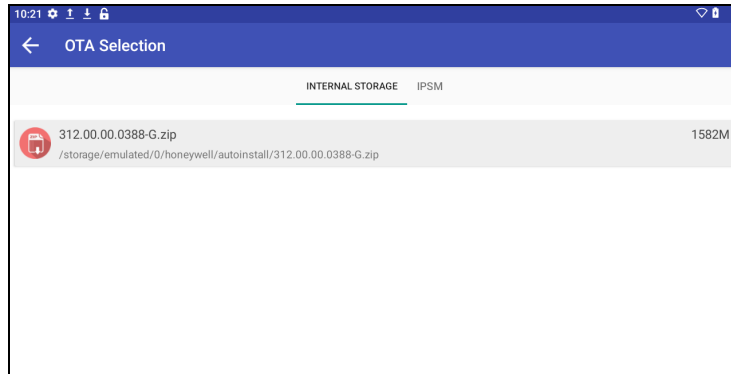 10:21
OTA Selection
INTERNAL STORAGE IPSM
312.00.00.0388-G.zip 1582M
/storage/emulated/0/honeywell/autoinstall/312.00.00.0388-G.zip